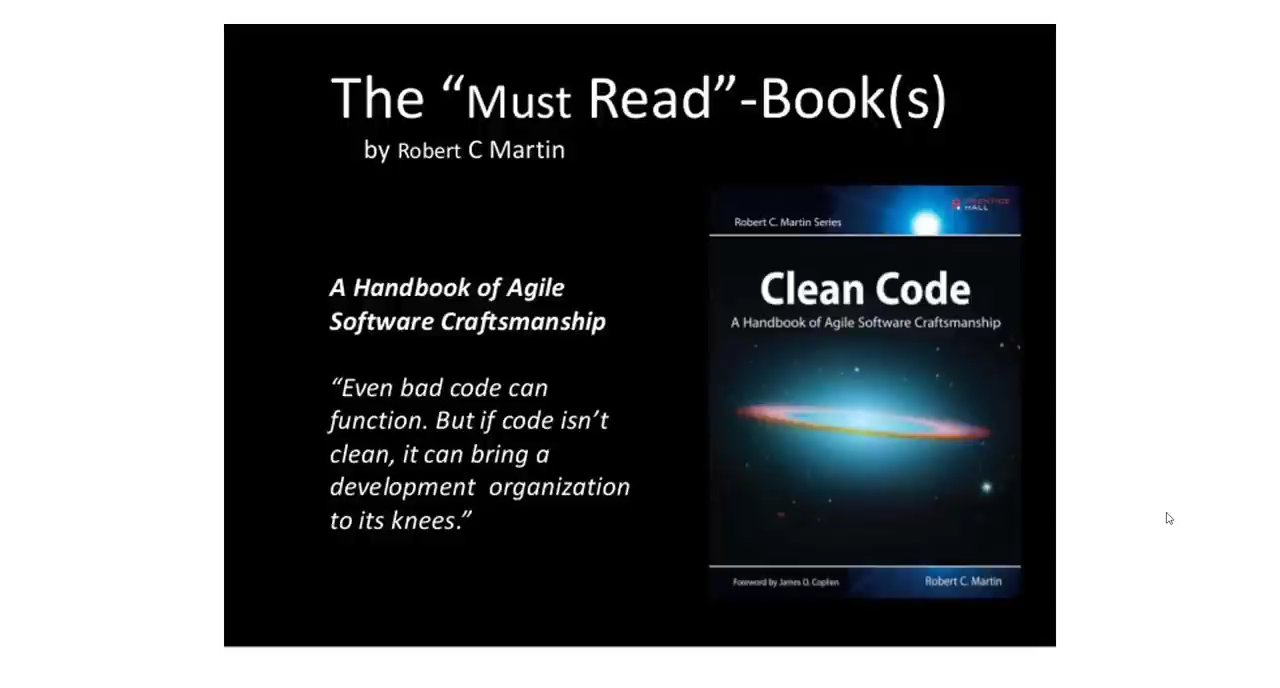 The “Must Read”-Book(s)
by Robert C Martin
A Handbook of Agile
Software Craftsmanship
“Even bad code can
function. But if code isn’t
clean, it can bring a
development organization
to its knees.”
PRENTICE
HALL
Robert C. Martin Series
Clean Code
A Handbook of Agile Software Craftsmanship
Foreword by James O. Coplien
Robert C. Martin